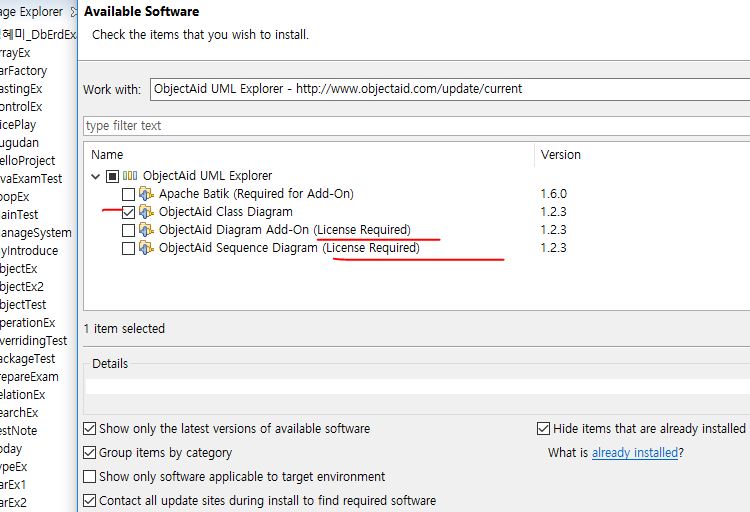 age Explorer
혜미_DbErdEx
rrayEx
arFactory
astingEx
ontrolEx
icePlay
ugudan
elloProject
vaExamTest
oopEx
ainTest
anageSystem
yIntroduce
bjectEx
bjectEx2
bjectTest
perationEx
verridingTest
ackageTest
repareExam
elationEx
earchEx
estNote
oday
ypeEx
arEx1
arEx2
Available Software
Check the items that you wish to install.
Work with: ObjectAid UML Explorer - http://www.objectaid.com/update/current
type filter text
Name Version
ObjectAid UML Explorer
Apache Batik (Required for Add-On) 1.6.0
ObjectAid Class Diagram 1.2.3
ObjectAid Diagram Add-On (License Required) 1.2.3
ObjectAid Sequence Diagram (License Required) 1.2.3
1 item selected
Details
Show only the latest versions of available software Hide items that are already installed
Group items by category What is already installed?
Show only software applicable to target environment
Contact all update sites during install to find required software